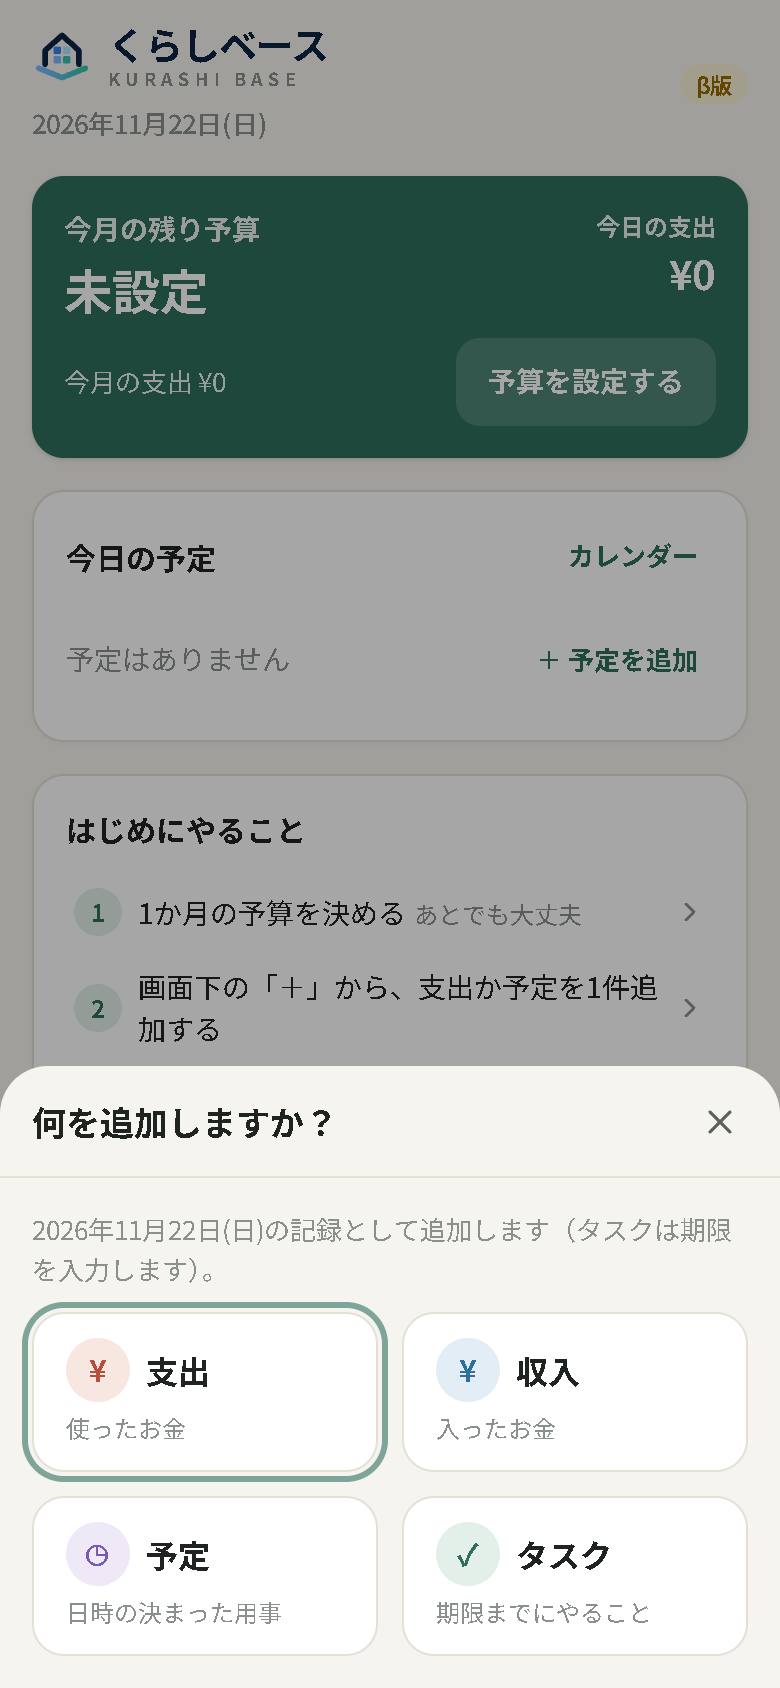 くらしベース
KURASHI BASE
β版
2026年11月22日(日)
今月の残り予算
今日の支出
未設定
¥0
今月の支出 ¥0
予算を設定する
今日の予定
カレンダー
予定はありません
＋ 予定を追加
はじめにやること
1 1か月の予算を決める あとでも大丈夫
2 画面下の「＋」から、支出か予定を1件追
加する
何を追加しますか？
2026年11月22日(日)の記録として追加します（タスクは期限
を入力します）。
¥ 支出
使ったお金
¥ 収入
入ったお金
予定
日時の決まった用事
タスク
期限までにやること